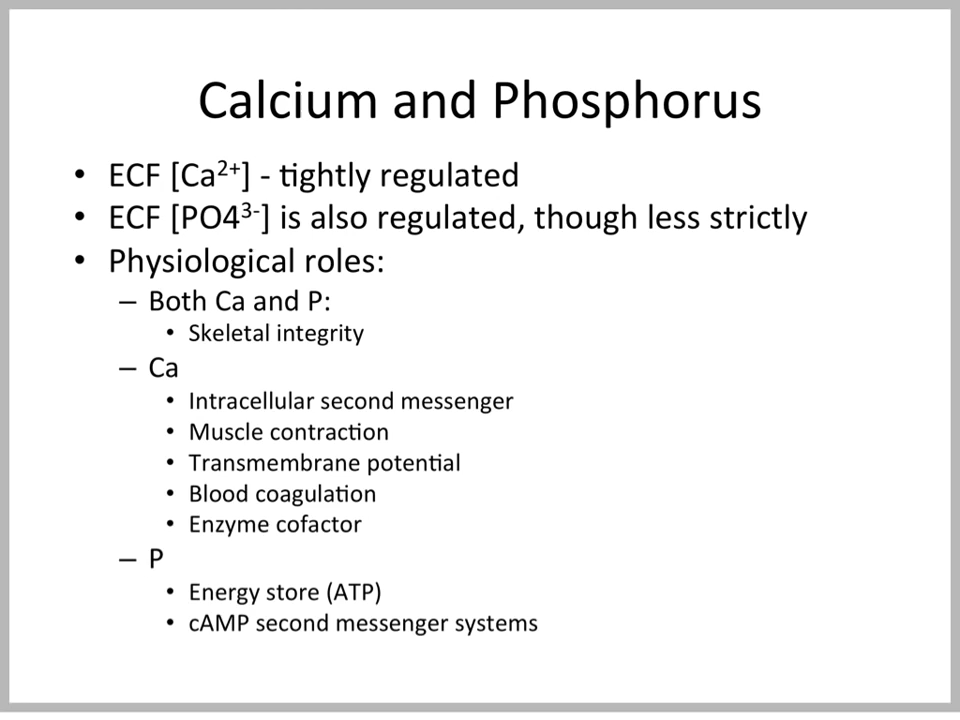 Calcium and Phosphorus
• ECF [Ca²⁺] - tightly regulated
• ECF [PO4³⁻] is also regulated, though less strictly
• Physiological roles:
– Both Ca and P:
• Skeletal integrity
– Ca
• Intracellular second messenger
• Muscle contraction
• Transmembrane potential
• Blood coagulation
• Enzyme cofactor
– P
• Energy store (ATP)
• cAMP second messenger systems